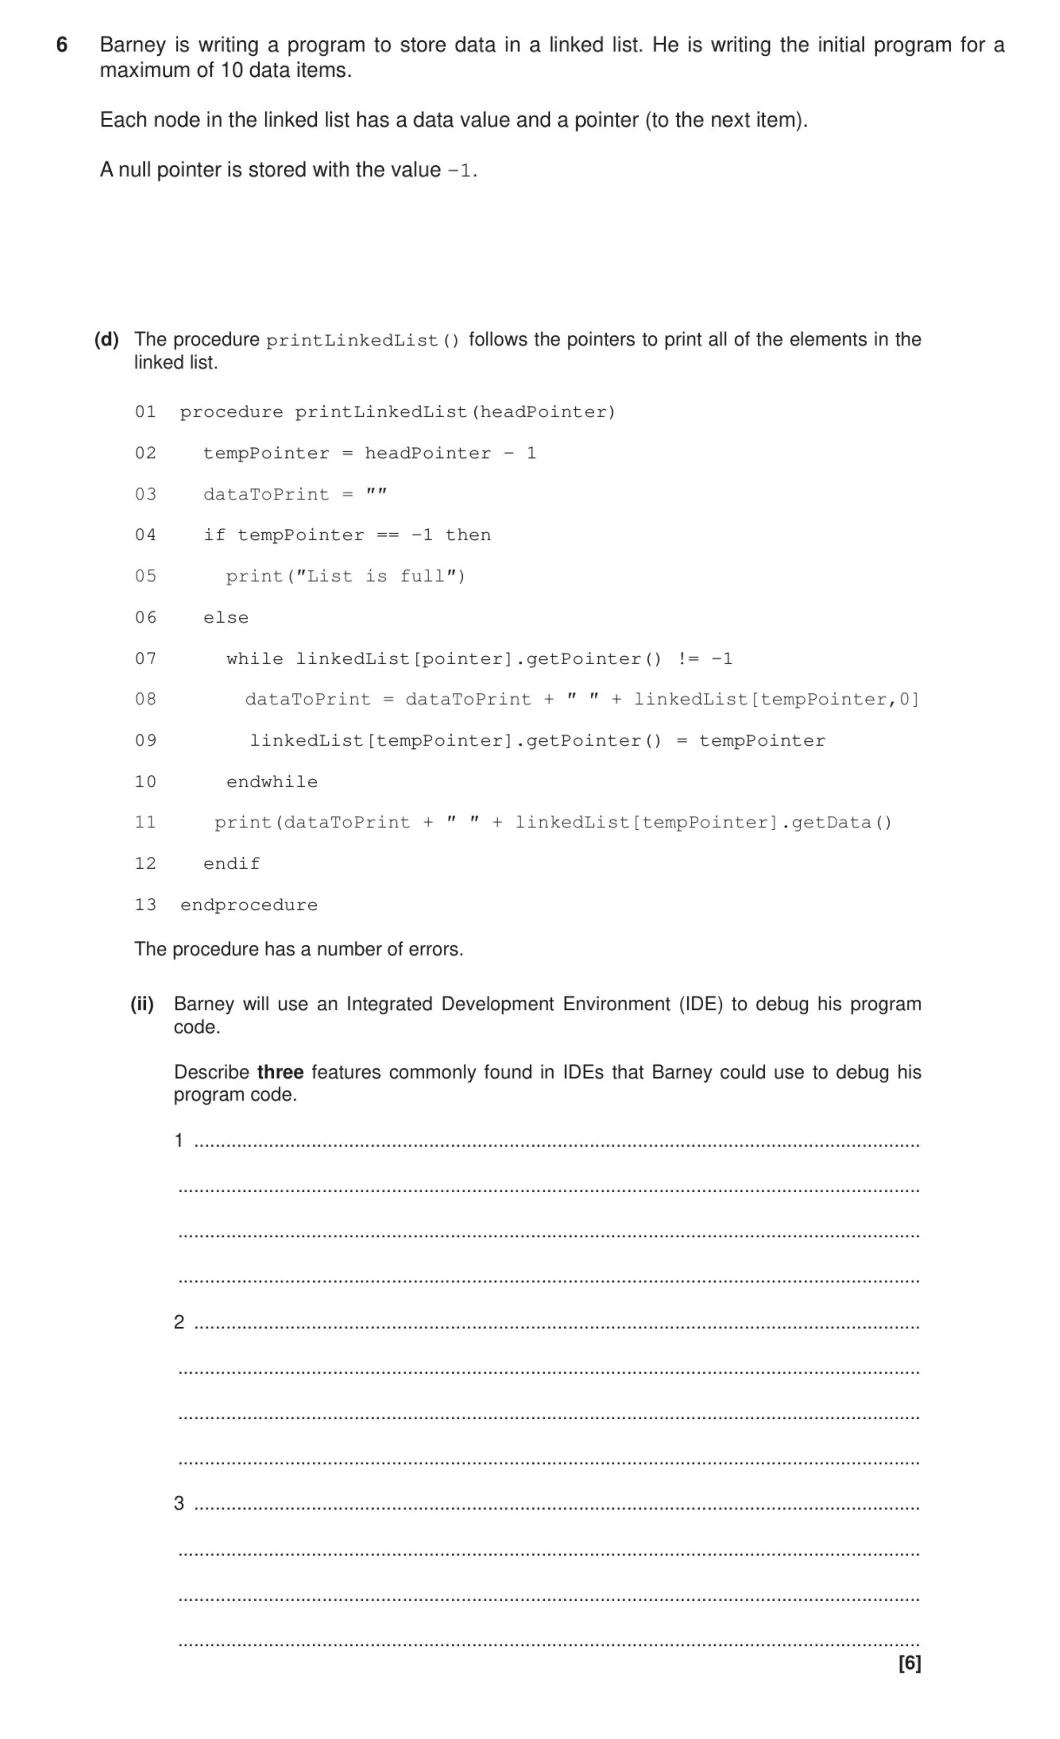 6 Barney is writing a program to store data in a linked list. He is writing the initial program for a
maximum of 10 data items.
Each node in the linked list has a data value and a pointer (to the next item).
A null pointer is stored with the value -1.
(d) The procedure printLinkedList() follows the pointers to print all of the elements in the
linked list.
01 procedure printLinkedList(headPointer)
02 tempPointer = headPointer - 1
03 dataToPrint = ""
04 if tempPointer == -1 then
05 print("List is full")
06 else
07 while linkedList[pointer].getPointer() != -1
08 dataToPrint = dataToPrint + " " + linkedList[tempPointer,0]
09 linkedList[tempPointer].getPointer() = tempPointer
10 endwhile
11 print(dataToPrint + " " + linkedList[tempPointer].getData()
12 endif
13 endprocedure
The procedure has a number of errors.
(ii) Barney will use an Integrated Development Environment (IDE) to debug his program
code.
Describe three features commonly found in IDEs that Barney could use to debug his
program code.
1 ................................................................
................................................................
................................................................
................................................................
2 ................................................................
................................................................
................................................................
................................................................
3 ................................................................
................................................................
................................................................
................................................................
[6]